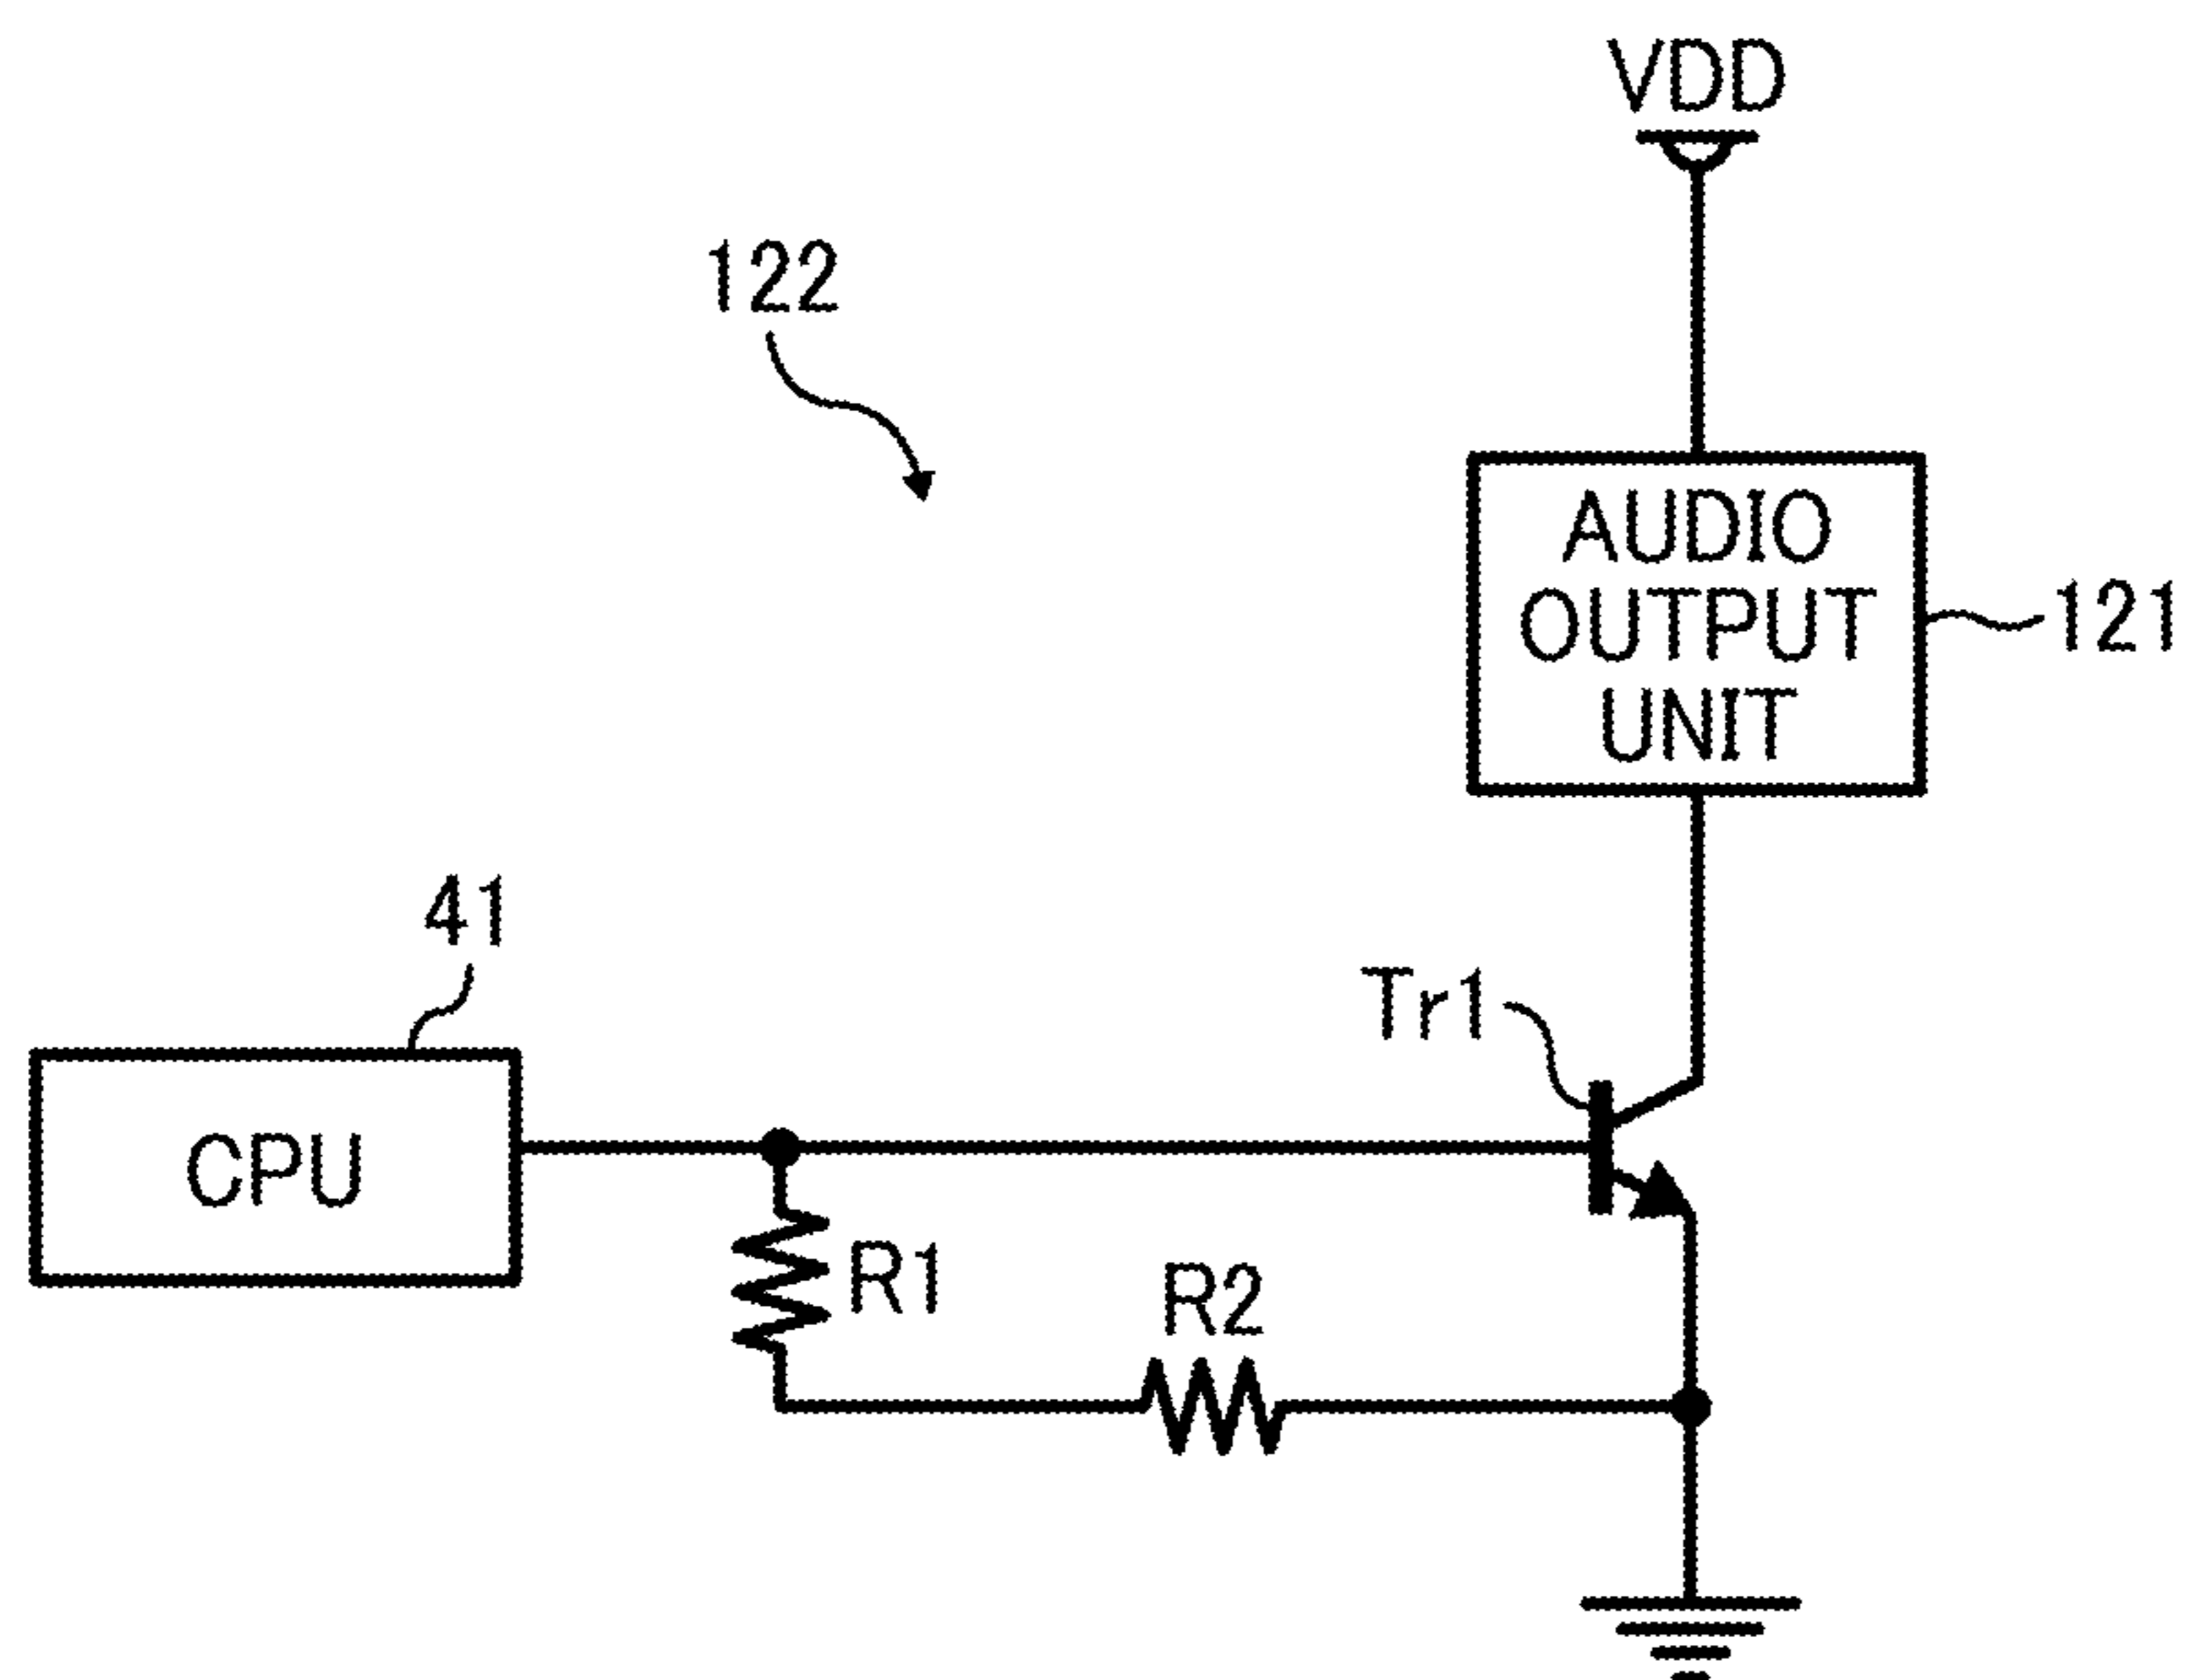 VDD
122
AUDIO
OUTPUT
UNIT
121
41
Tr1
CPU
R1
R2